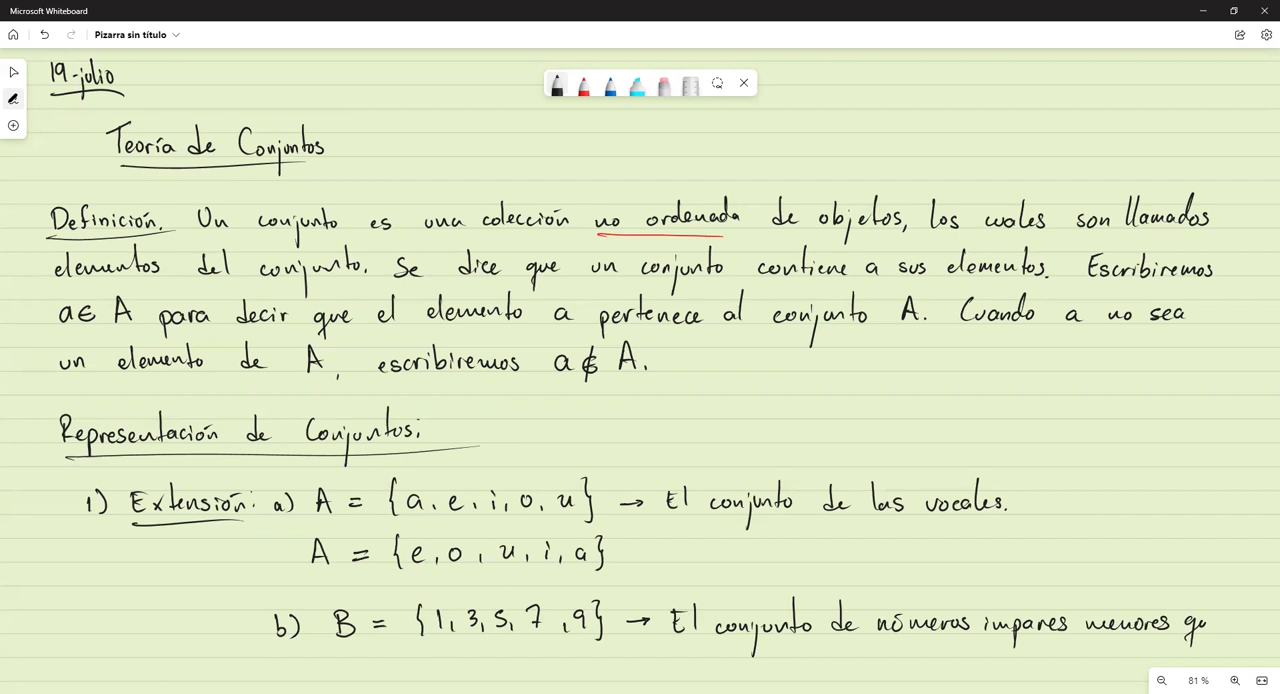 Microsoft Whiteboard
Pizarra sin título
19-julio
Teoría de Conjuntos
Definición. Un conjunto es una colección no ordenada de objetos, los cuales son llamados
elementos del conjunto. Se dice que un conjunto contiene a sus elementos. Escribiremos
a ∈ A para decir que el elemento a pertenece al conjunto A. Cuando a no sea
un elemento de A, escribiremos a ∉ A.
Representación de Conjuntos:
1) Extensión: a) A = {a, e, i, o, u} → El conjunto de las vocales.
A = {e, o, u, i, a}
b) B = {1, 3, 5, 7, 9} → El conjunto de números impares menores qu
81 %